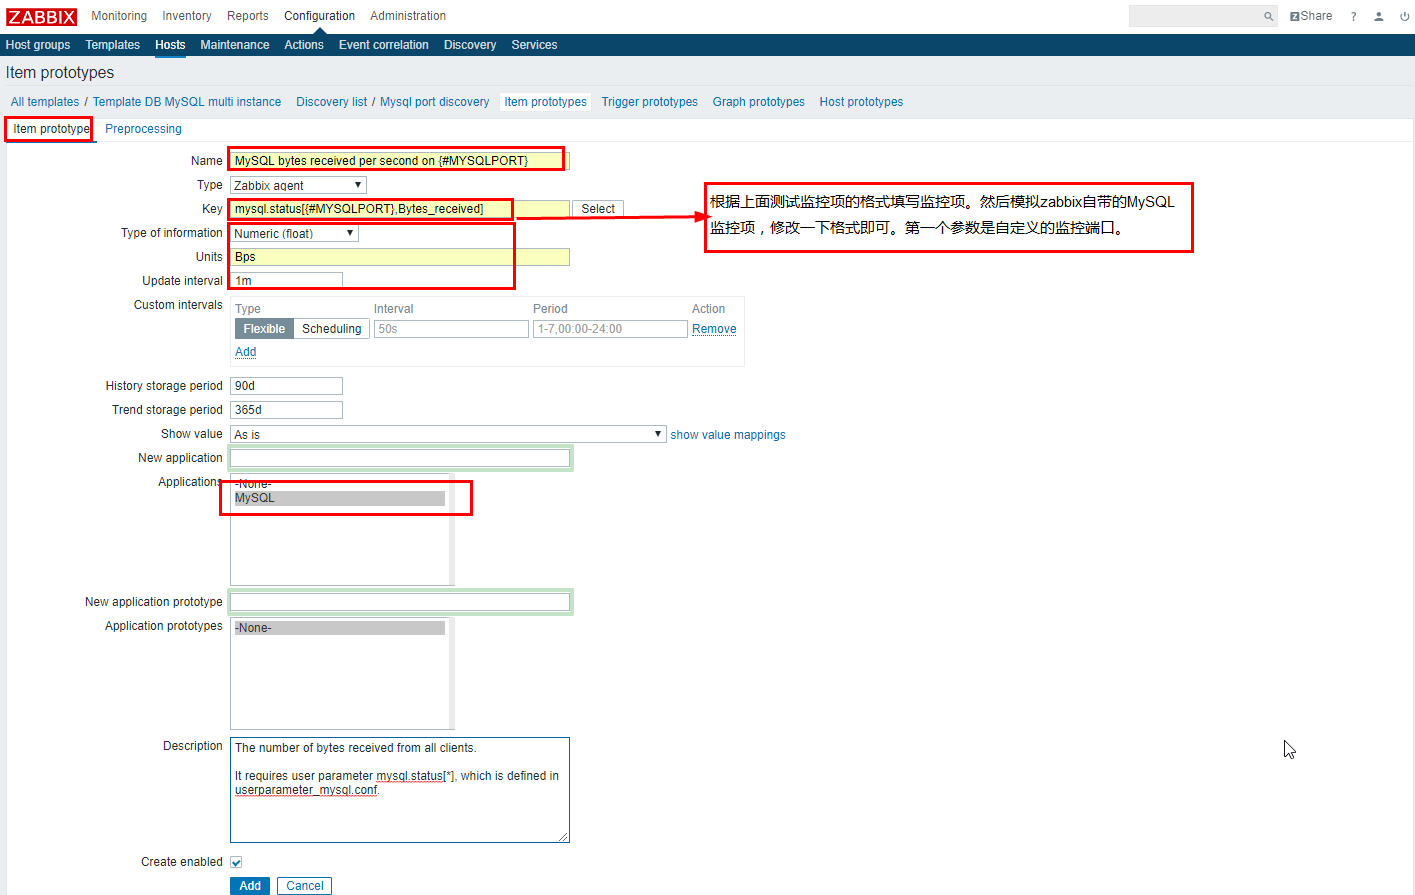 ZABBIX Monitoring Inventory Reports Configuration Administration Share ?
Host groups Templates Hosts Maintenance Actions Event correlation Discovery Services
Item prototypes
All templates / Template DB MySQL multi instance Discovery list / Mysql port discovery Item prototypes Trigger prototypes Graph prototypes Host prototypes
Item prototype Preprocessing
Name MySQL bytes received per second on {#MYSQLPORT}
Type Zabbix agent
Key mysql.status[{#MYSQLPORT},Bytes_received] Select
根据上面测试监控项的格式填写监控项。然后模拟zabbix自带的MySQL
监控项，修改一下格式即可。第一个参数是自定义的监控端口。
Type of information Numeric (float)
Units Bps
Update interval 1m
Custom intervals Type Interval Period Action
Flexible Scheduling 50s 1-7,00:00-24:00 Remove
Add
History storage period 90d
Trend storage period 365d
Show value As is show value mappings
New application
Applications -None-
MySQL
New application prototype
Application prototypes -None-
Description The number of bytes received from all clients.
It requires user parameter mysql.status[*], which is defined in
userparameter_mysql.conf.
Create enabled
Add Cancel